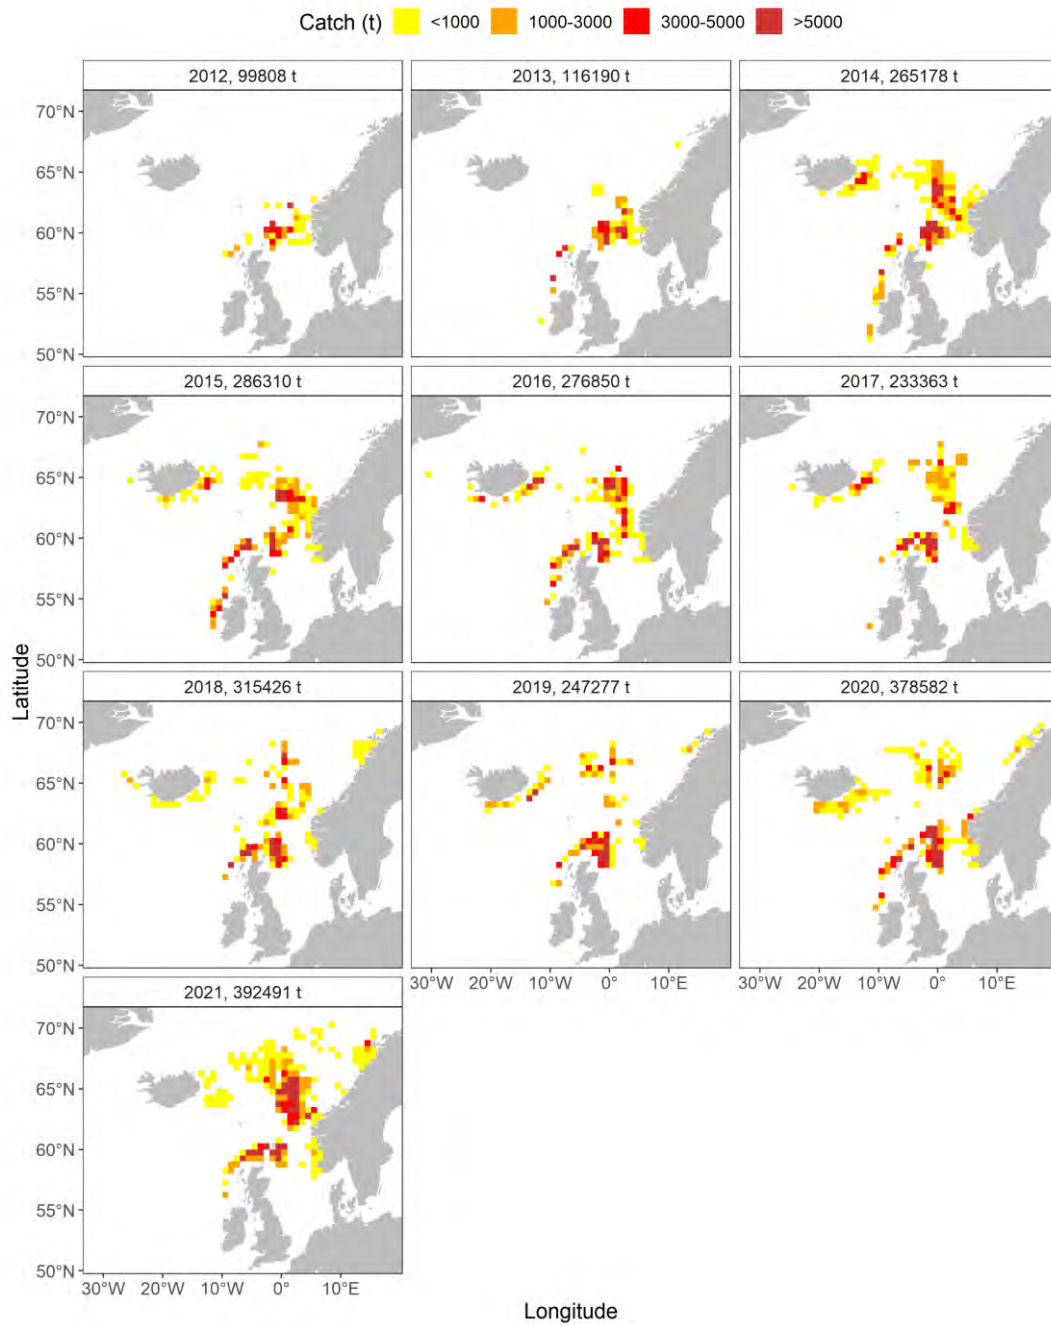 Catch (t) <1000 1000-3000 3000-5000 >5000
2012, 99808 t 2013, 116190 t 2014, 265178 t
70°N
65°N
60°N
55°N
50°N
2015, 286310 t 2016, 276850 t 2017, 233363 t
70°N
65°N
60°N
55°N
50°N
Latitude
2018, 315426 t 2019, 247277 t 2020, 378582 t
70°N
65°N
60°N
55°N
50°N
30°W 20°W 10°W 0° 10°E 30°W 20°W 10°W 0° 10°E
2021, 392491 t
70°N
65°N
60°N
55°N
50°N
30°W 20°W 10°W 0° 10°E
Longitude